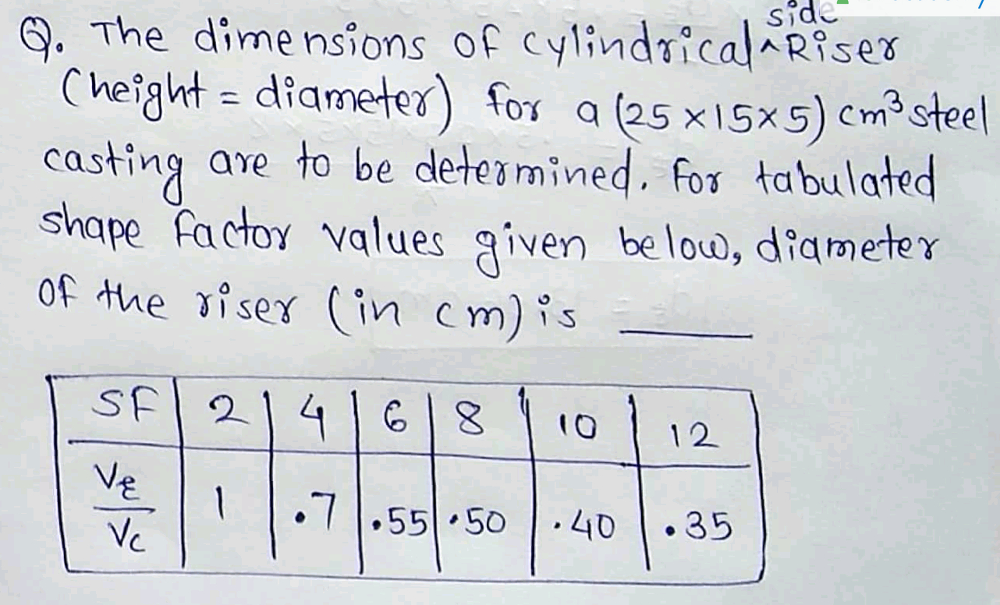 Q. The dimensions of cylindrical ^side Riser
(height = diameter) for a (25 x 15 x 5) cm³ steel
casting are to be determined. For tabulated
shape factor values given below, diameter
of the riser (in cm) is ____
SF 2 4 6 8 10 12
VR/Vc 1 .7 .55 .50 .40 .35